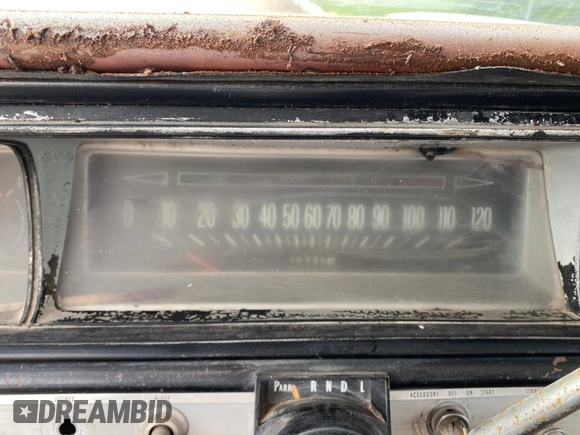 0 10 20 30 40 50 60 70 80 90 100 110 120
PARK R N D L
ACCESSORY OFF ON START
DREAMBID